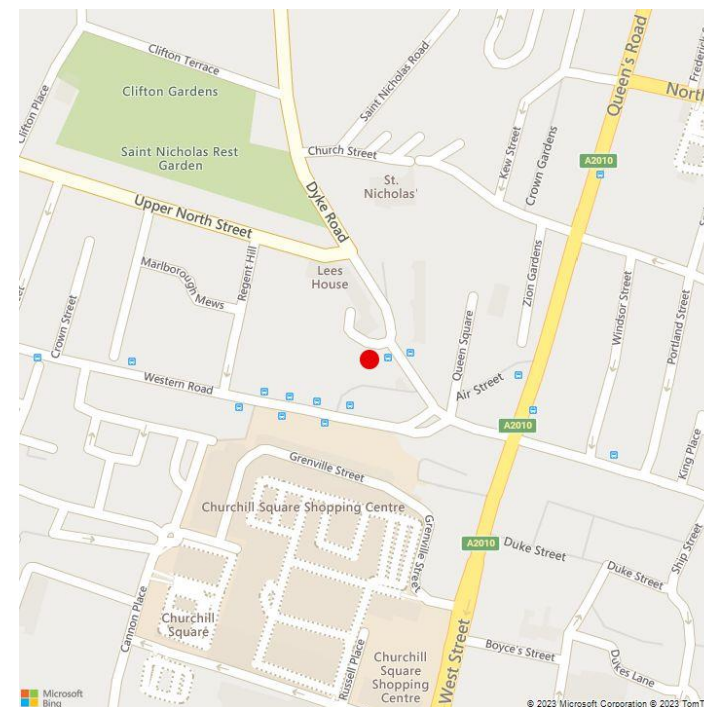 Clifton Terrace
Clifton Gardens
Clifton Place
Saint Nicholas Rest
Garden
Saint Nicholas Road
Queen's Road
North
Church Street
Kew Street
Crown Gardens
A2010
St.
Nicholas'
Dyke Road
Upper North Street
Lees
House
Marlborough
Mews
Regent Hill
Zion Gardens
Windsor Street
Portland Street
Crown Street
Queen Square
Air Street
Western Road
A2010
King Place
Grenville Street
Churchill Square Shopping Centre
Grenville Street
A2010
Duke Street
Duke Street
Ship Street
Cannon Place
Churchill
Square
Russell Place
Churchill
Square
Shopping
Centre
West Street
Boyce's Street
Dukes Lane
Microsoft
Bing
© 2023 Microsoft Corporation © 2023 TomT